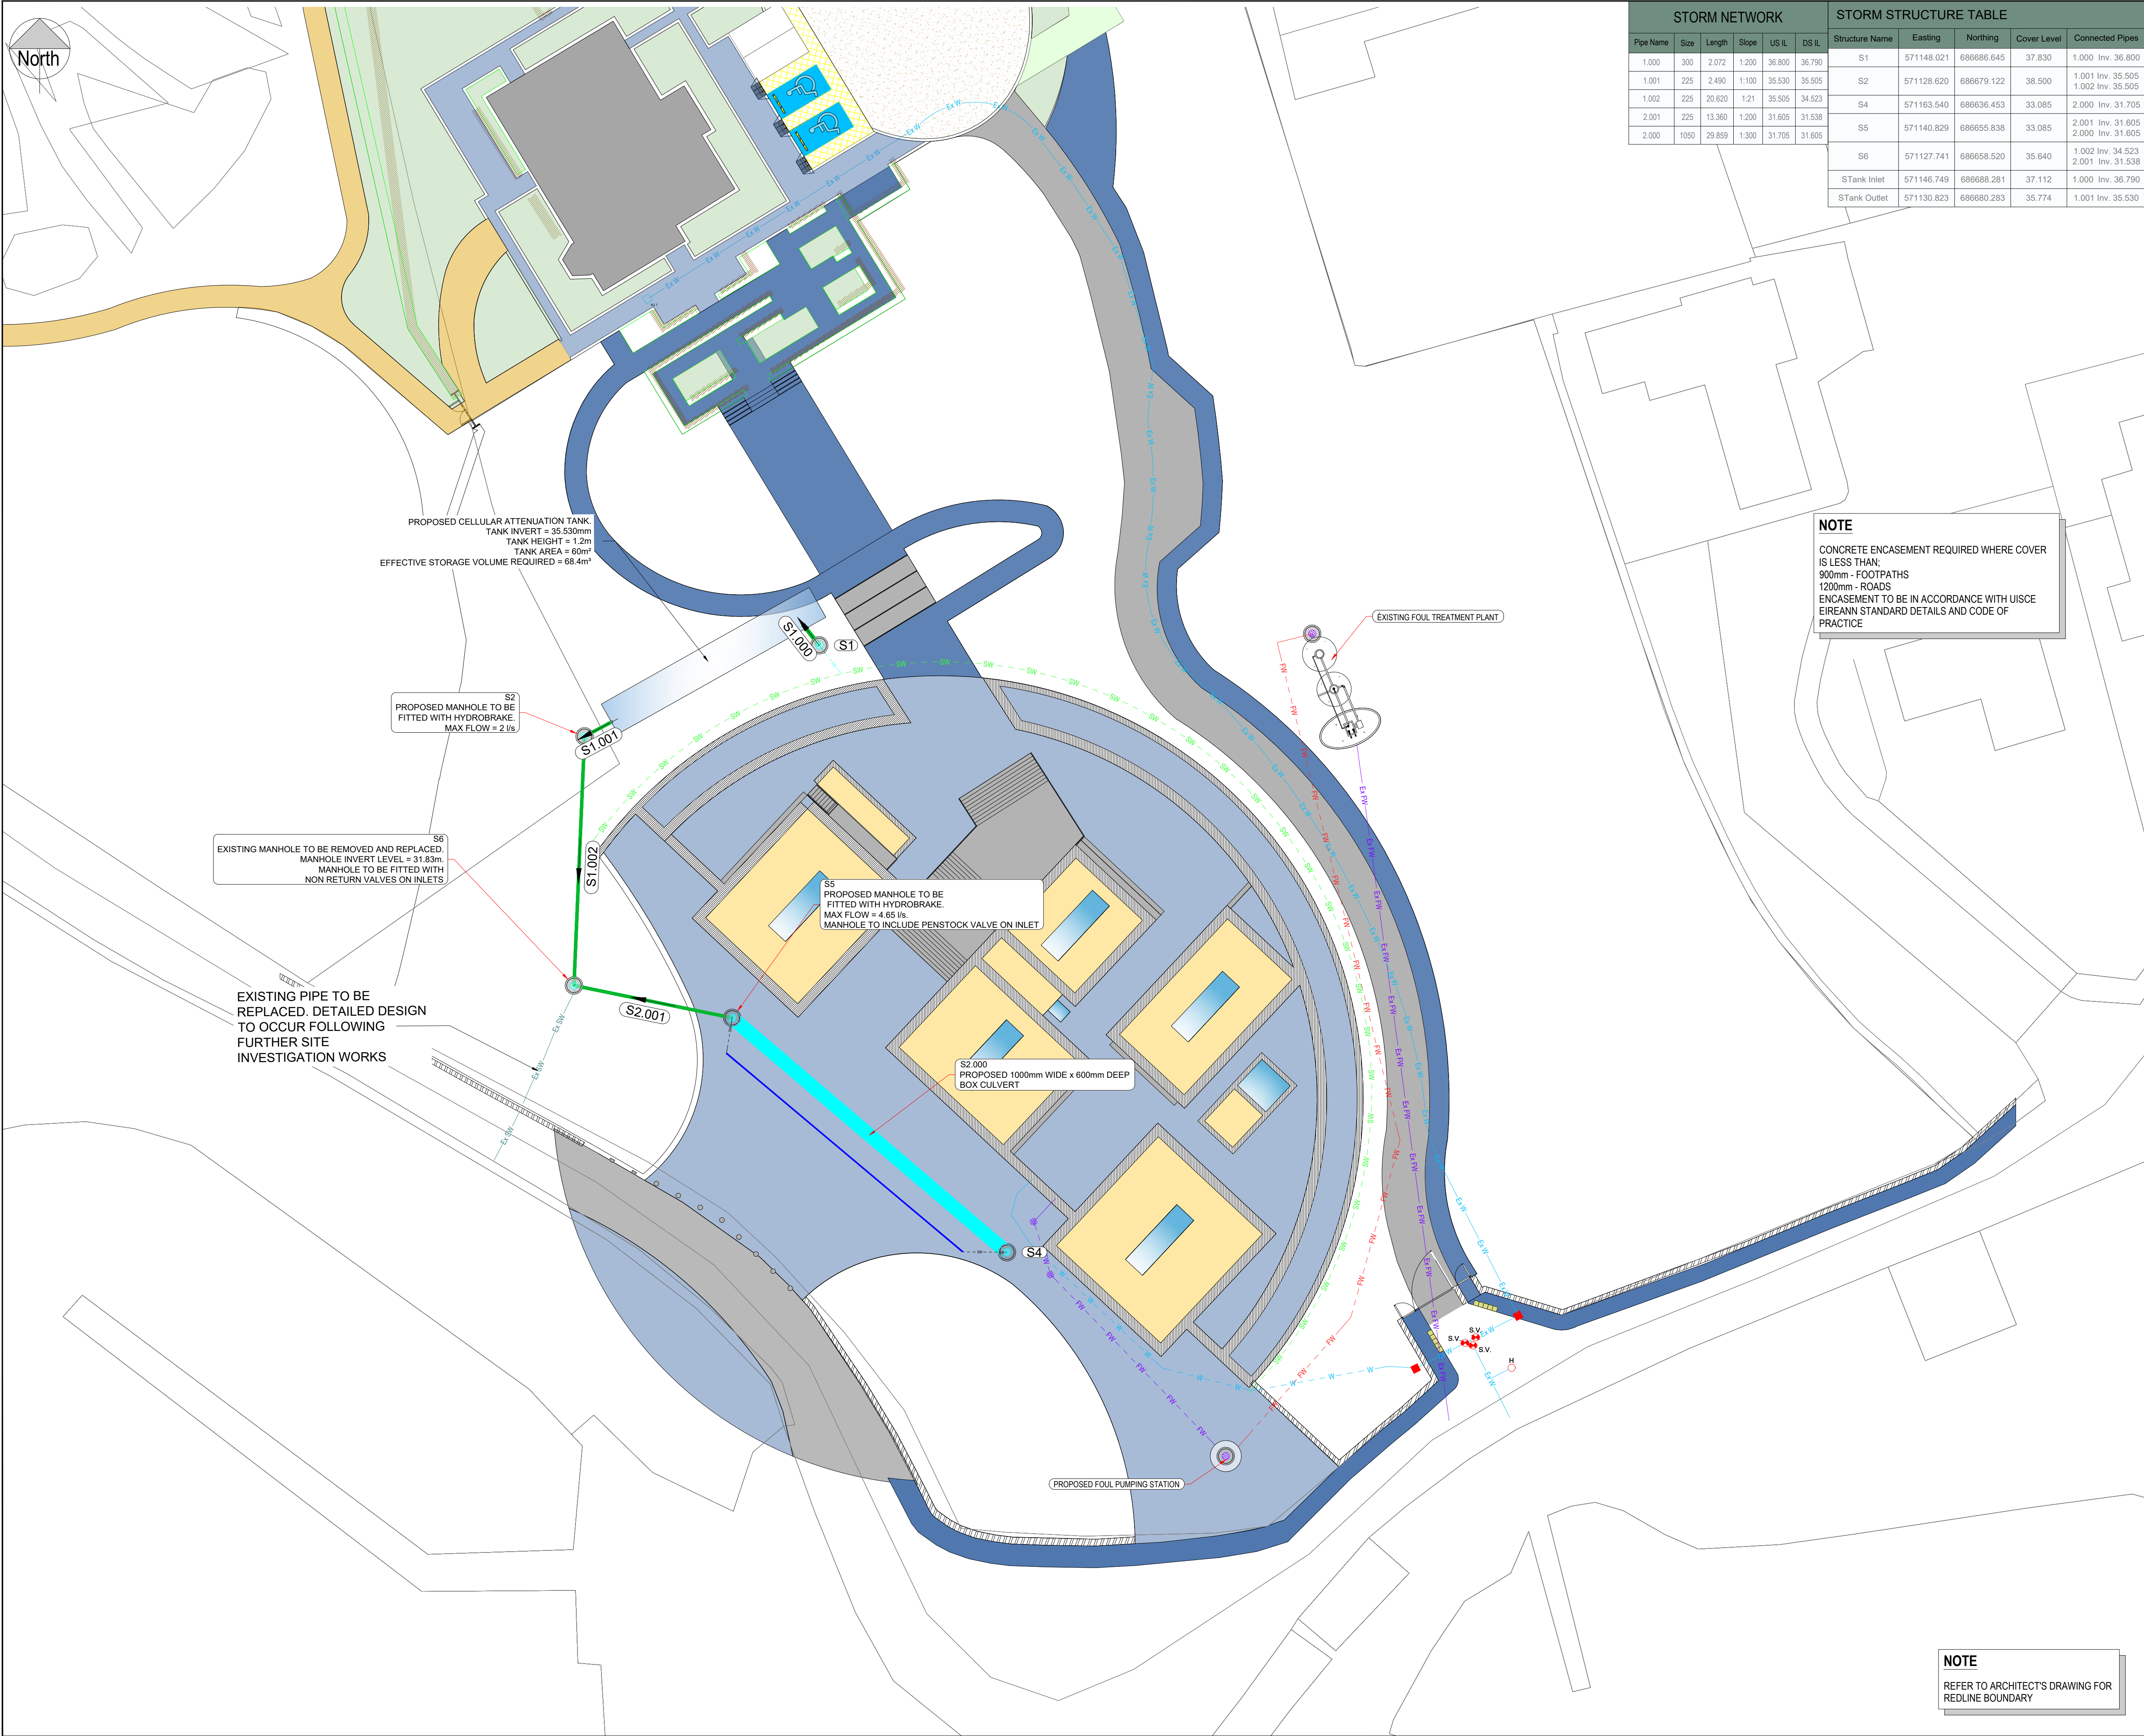 North
STORM NETWORK
Pipe Name Size Length Slope US IL DS IL
1.000 300 2.072 1:200 36.800 36.790
1.001 225 2.490 1:100 35.530 35.505
1.002 225 20.620 1:21 35.505 34.523
2.001 225 13.360 1:200 31.605 31.538
2.000 1050 29.859 1:300 31.705 31.605
STORM STRUCTURE TABLE
Structure Name Easting Northing Cover Level Connected Pipes
S1 571148.021 686686.645 37.830 1.000 Inv. 36.800
S2 571128.620 686679.122 38.500 1.001 Inv. 35.505
1.002 Inv. 35.505
S4 571163.540 686636.453 33.085 2.000 Inv. 31.705
S5 571140.829 686655.838 33.085 2.001 Inv. 31.605
2.000 Inv. 31.605
S6 571127.741 686658.520 35.640 1.002 Inv. 34.523
2.001 Inv. 31.538
STank Inlet 571146.749 686688.281 37.112 1.000 Inv. 36.790
STank Outlet 571130.823 686680.283 35.774 1.001 Inv. 35.530
PROPOSED CELLULAR ATTENUATION TANK.
TANK INVERT = 35.530mm
TANK HEIGHT = 1.2m
TANK AREA = 60m²
EFFECTIVE STORAGE VOLUME REQUIRED = 68.4m³
NOTE
CONCRETE ENCASEMENT REQUIRED WHERE COVER
IS LESS THAN;
900mm - FOOTPATHS
1200mm - ROADS
ENCASEMENT TO BE IN ACCORDANCE WITH UISCE
EIREANN STANDARD DETAILS AND CODE OF
PRACTICE
EXISTING FOUL TREATMENT PLANT
S1.000
S1
S2
PROPOSED MANHOLE TO BE
FITTED WITH HYDROBRAKE.
MAX FLOW = 2 l/s
S1.001
S1.002
S6
EXISTING MANHOLE TO BE REMOVED AND REPLACED.
MANHOLE INVERT LEVEL = 31.83m.
MANHOLE TO BE FITTED WITH
NON RETURN VALVES ON INLETS
S5
PROPOSED MANHOLE TO BE
FITTED WITH HYDROBRAKE.
MAX FLOW = 4.65 l/s.
MANHOLE TO INCLUDE PENSTOCK VALVE ON INLET
EXISTING PIPE TO BE
REPLACED. DETAILED DESIGN
TO OCCUR FOLLOWING
FURTHER SITE
INVESTIGATION WORKS
S2.001
S2.000
PROPOSED 1000mm WIDE x 600mm DEEP
BOX CULVERT
S4
Ex SW
Ex W
Ex FW
SW
FW
W
S.V.
S.V.
S.V.
H
PROPOSED FOUL PUMPING STATION
NOTE
REFER TO ARCHITECT'S DRAWING FOR
REDLINE BOUNDARY